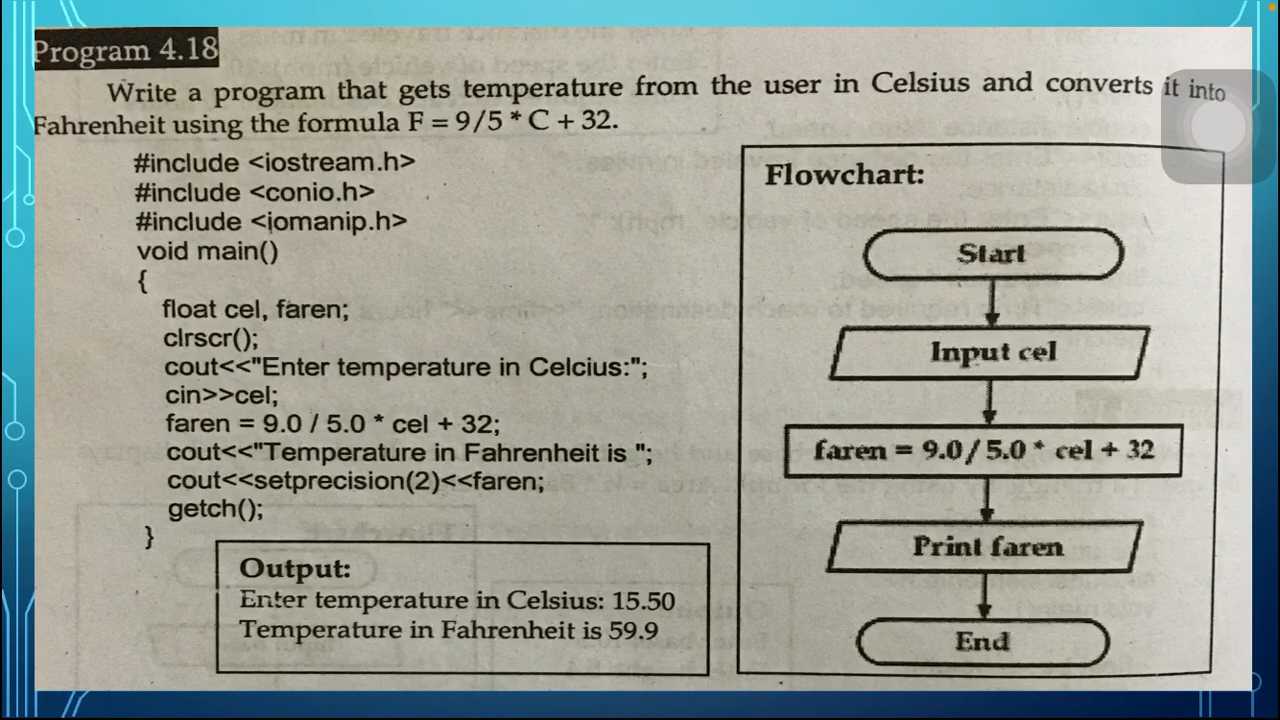 Program 4.18
Write a program that gets temperature from the user in Celsius and converts it into
Fahrenheit using the formula F = 9/5 * C + 32.
#include <iostream.h>
#include <conio.h>
#include <iomanip.h>
void main()
{
float cel, faren;
clrscr();
cout<<"Enter temperature in Celcius:";
cin>>cel;
faren = 9.0 / 5.0 * cel + 32;
cout<<"Temperature in Fahrenheit is ";
cout<<setprecision(2)<<faren;
getch();
}
Output:
Enter temperature in Celsius: 15.50
Temperature in Fahrenheit is 59.9
Flowchart:
Start
Input cel
faren = 9.0 / 5.0 * cel + 32
Print faren
End